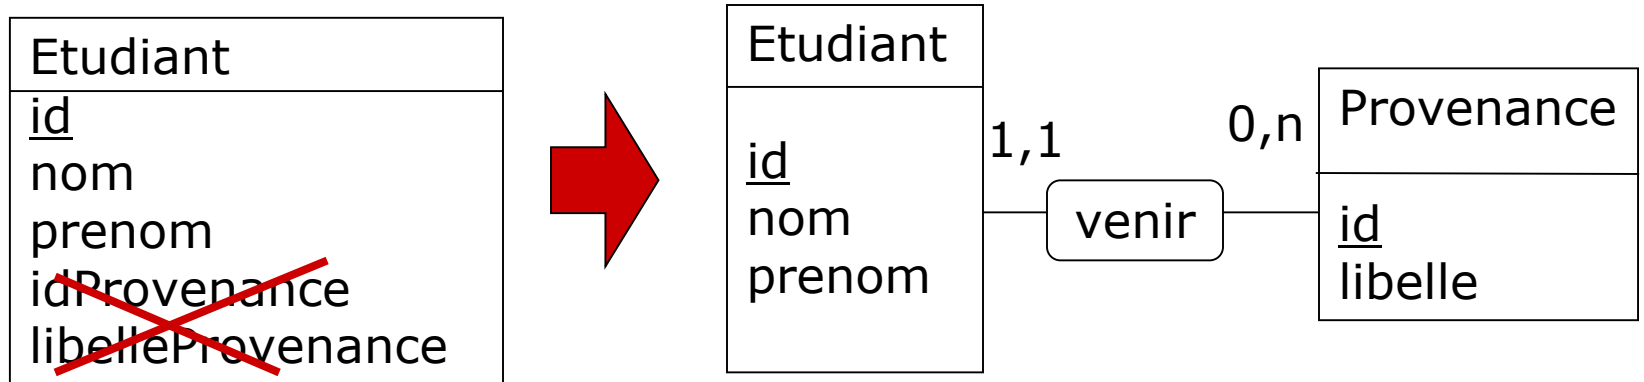 Etudiant
id
nom
prenom
idProvenance
libelleProvenance
Etudiant
id
nom
prenom
1,1
venir
0,n
Provenance
id
libelle